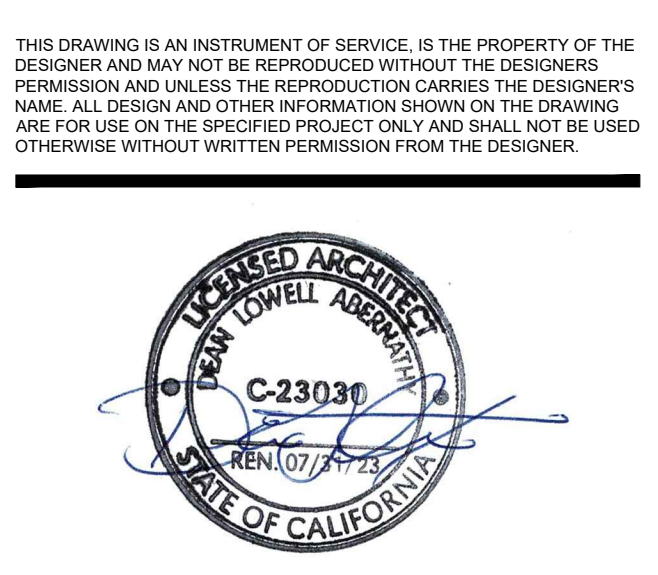 THIS DRAWING IS AN INSTRUMENT OF SERVICE, IS THE PROPERTY OF THE
DESIGNER AND MAY NOT BE REPRODUCED WITHOUT THE DESIGNERS
PERMISSION AND UNLESS THE REPRODUCTION CARRIES THE DESIGNER'S
NAME. ALL DESIGN AND OTHER INFORMATION SHOWN ON THE DRAWING
ARE FOR USE ON THE SPECIFIED PROJECT ONLY AND SHALL NOT BE USED
OTHERWISE WITHOUT WRITTEN PERMISSION FROM THE DESIGNER.
LICENSED ARCHITECT
DEAN LOWELL ABERNATHY
C-23030
REN. 07/31/23
STATE OF CALIFORNIA